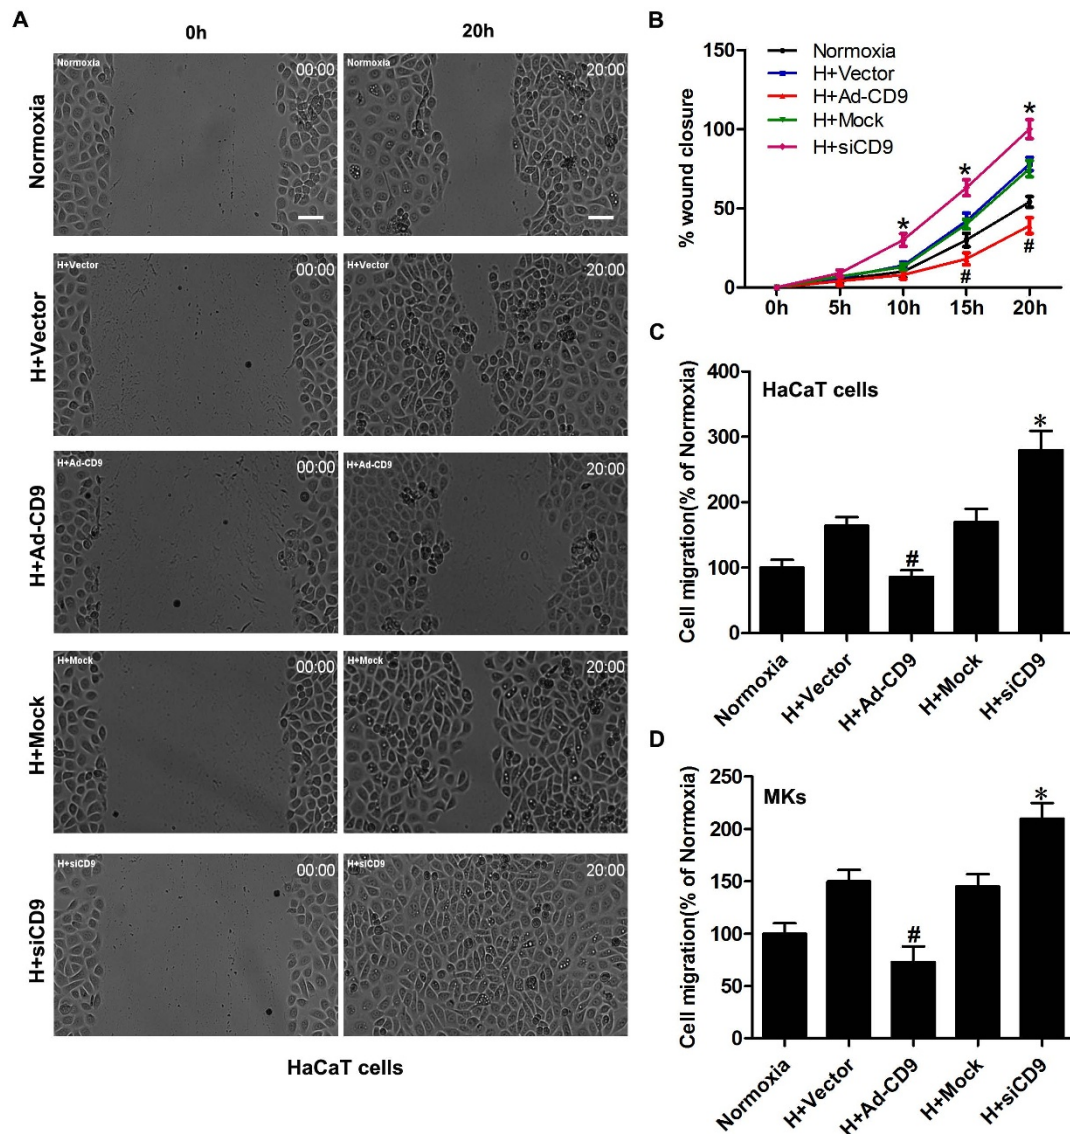 A
0h
20h
Normoxia
Normoxia
00:00
Normoxia
20:00
H+Vector
H+Vector
00:00
H+Vector
20:00
H+Ad-CD9
H+Ad-CD9
00:00
H+Ad-CD9
20:00
H+Mock
H+Mock
00:00
H+Mock
20:00
H+siCD9
H+siCD9
00:00
H+siCD9
20:00
HaCaT cells
B
% wound closure
150
100
50
0
Normoxia
H+Vector
H+Ad-CD9
H+Mock
H+siCD9
*
*
*
#
#
0h 5h 10h 15h 20h
C
Cell migration(% of Normoxia)
400
300
200
100
0
HaCaT cells
#
*
Normoxia
H+Vector
H+Ad-CD9
H+Mock
H+siCD9
D
Cell migration(% of Normoxia)
250
200
150
100
50
0
MKs
#
*
Normoxia
H+Vector
H+Ad-CD9
H+Mock
H+siCD9